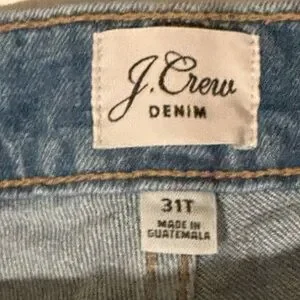 J.Crew
DENIM
31T
MADE IN
GUATEMALA